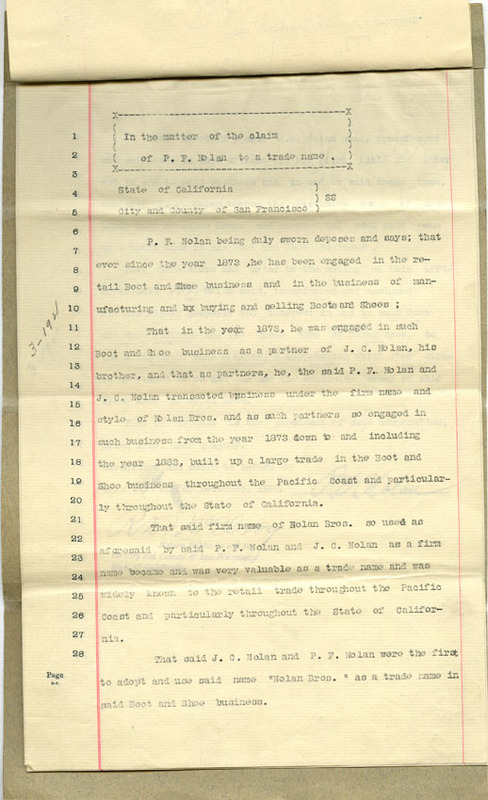 In the matter of the claim
of P. F. Nolan to a trade name .
State of California )
SS
City and County of San Francisco )
P. F. Nolan being duly sworn deposes and says; that
ever since the year 1873 ,he has been engaged in the re-
tail Boot and Shoe business and in the business of man-
ufacturing and buying and selling Boots and Shoes ;
That in the year 1873, he was engaged in such
Boot and Shoe business as a partner of J. C. Nolan, his
brother, and that as partners, he, the said P. F. Nolan and
J. C. Nolan transacted business under the firm name and
style of Nolan Bros. and as such partners so engaged in
such business from the year 1873 down to and including
the year 1883, built up a large trade in the Boot and
Shoe business throughout the Pacific Coast and particular-
ly throughout the State of California.
That said firm name of Nolan Bros. so used as
aforesaid by said P. F. Nolan and J. C. Nolan as a firm
name became and was very valuable as a trade name and was
widely known to the retail trade throughout the Pacific
Coast and particularly throughout the State of Califor-
nia.
That said J. C. Nolan and P. F. Nolan were the first
to adopt and use said name "Nolan Bros. " as a trade name in
said Boot and Shoe business.
1
2
3
4
5
6
7
8
9
10
11
12
13
14
15
16
17
18
19
20
21
22
23
24
25
26
27
28
Page